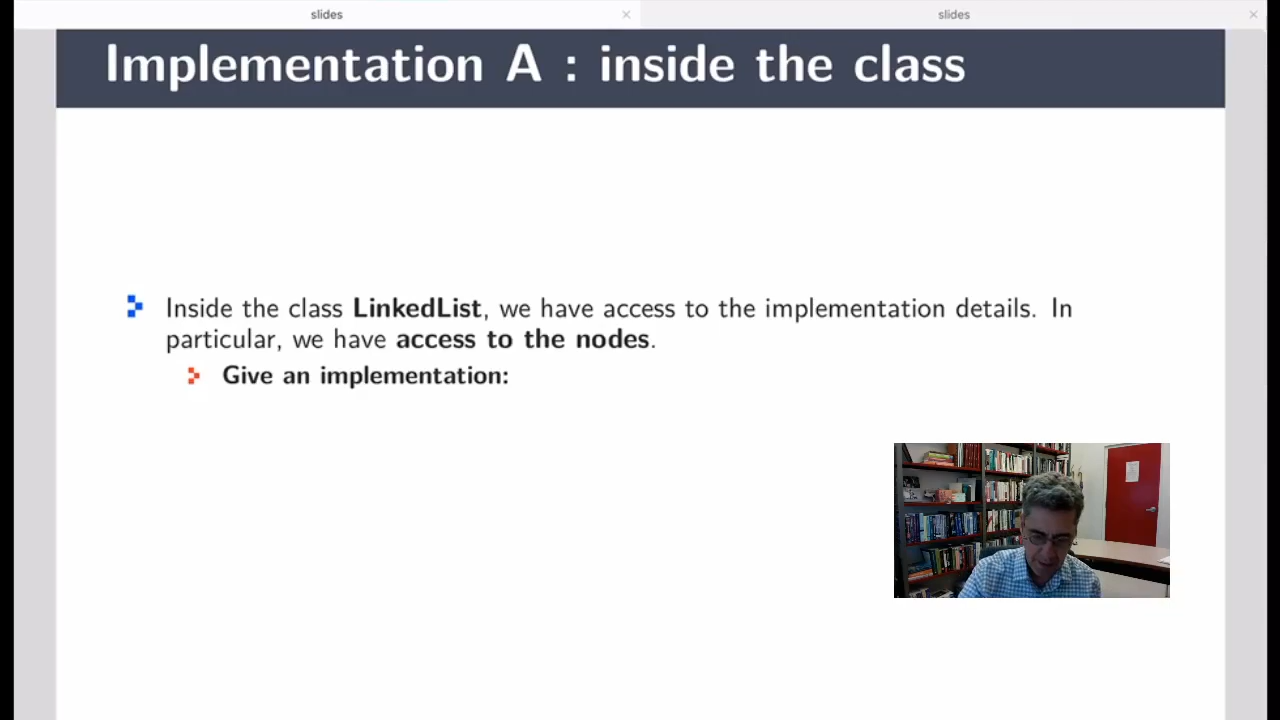 slides
slides
Implementation A : inside the class
Inside the class LinkedList, we have access to the implementation details. In
particular, we have access to the nodes.
Give an implementation: